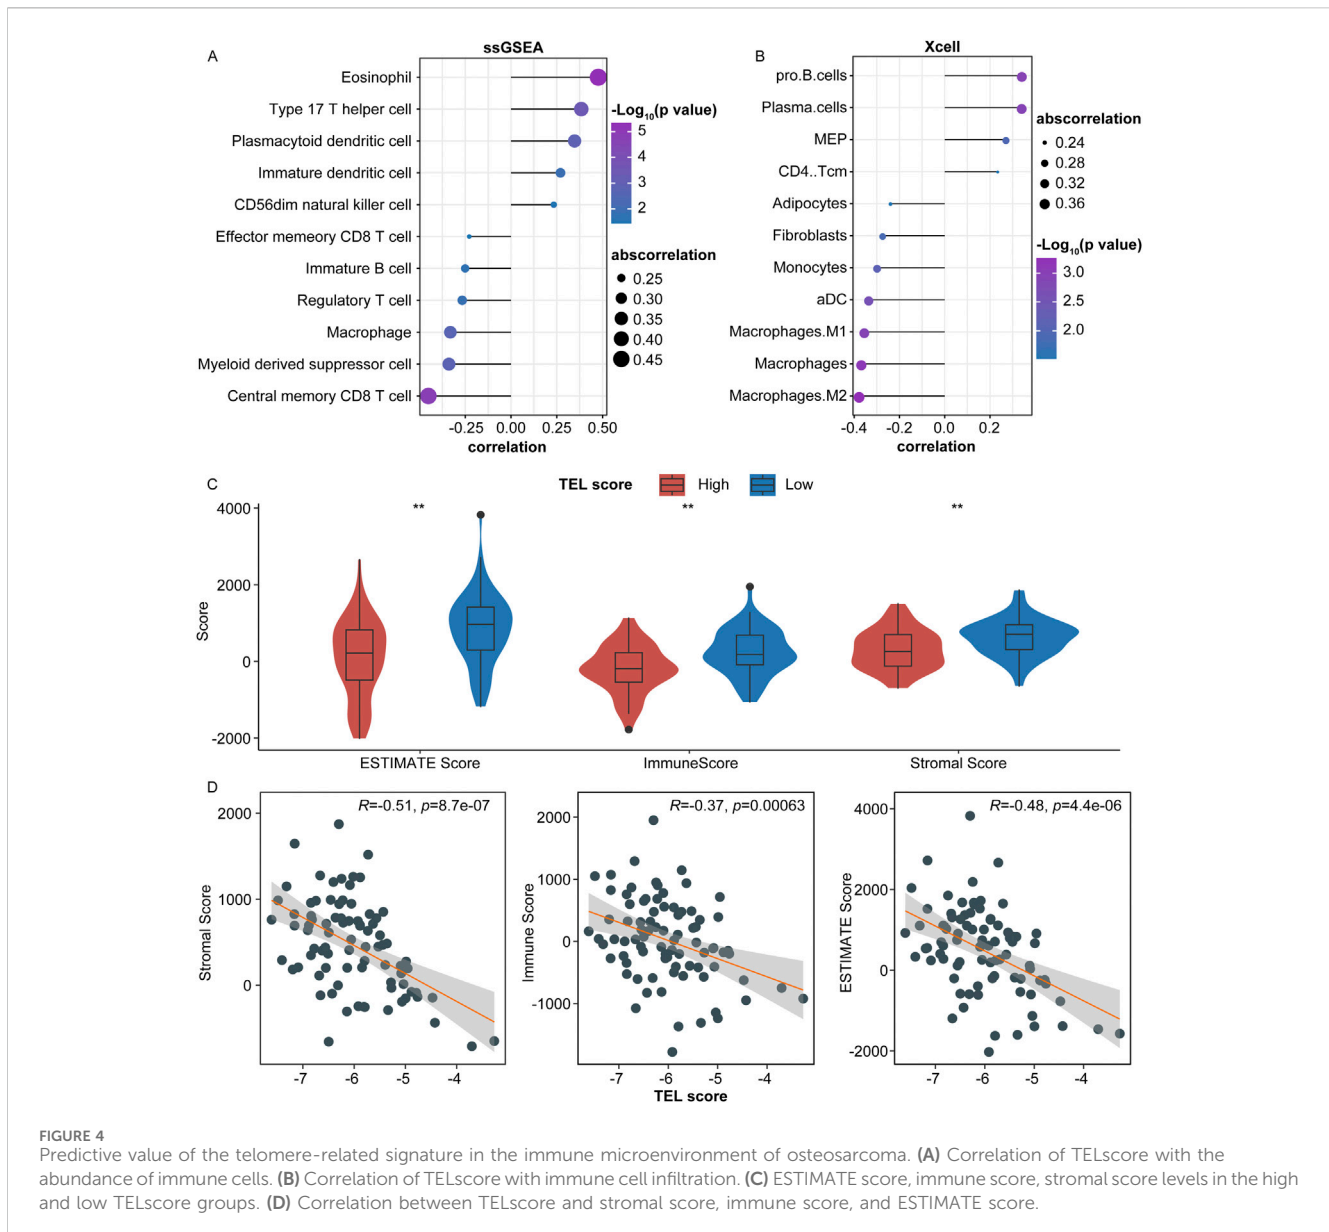 A
ssGSEA
Eosinophil
Type 17 T helper cell
Plasmacytoid dendritic cell
Immature dendritic cell
CD56dim natural killer cell
Effector memeory CD8 T cell
Immature B cell
Regulatory T cell
Macrophage
Myeloid derived suppressor cell
Central memory CD8 T cell
-0.25 0.00 0.25 0.50
correlation
-Log10(p value)
5
4
3
2
abscorrelation
0.25
0.30
0.35
0.40
0.45
B
Xcell
pro.B.cells
Plasma.cells
MEP
CD4..Tcm
Adipocytes
Fibroblasts
Monocytes
aDC
Macrophages.M1
Macrophages
Macrophages.M2
-0.4 -0.2 0.0 0.2
correlation
abscorrelation
0.24
0.28
0.32
0.36
-Log10(p value)
3.0
2.5
2.0
C
TEL score High Low
4000
2000
0
-2000
Score
** ** **
ESTIMATE Score ImmuneScore Stromal Score
D
R=-0.51, p=8.7e-07
2000
1000
0
Stromal Score
-7 -6 -5 -4
R=-0.37, p=0.00063
2000
1000
0
-1000
Immune Score
-7 -6 -5 -4
R=-0.48, p=4.4e-06
4000
2000
0
-2000
ESTIMATE Score
-7 -6 -5 -4
TEL score
FIGURE 4
Predictive value of the telomere-related signature in the immune microenvironment of osteosarcoma. (A) Correlation of TELscore with the
abundance of immune cells. (B) Correlation of TELscore with immune cell infiltration. (C) ESTIMATE score, immune score, stromal score levels in the high
and low TELscore groups. (D) Correlation between TELscore and stromal score, immune score, and ESTIMATE score.